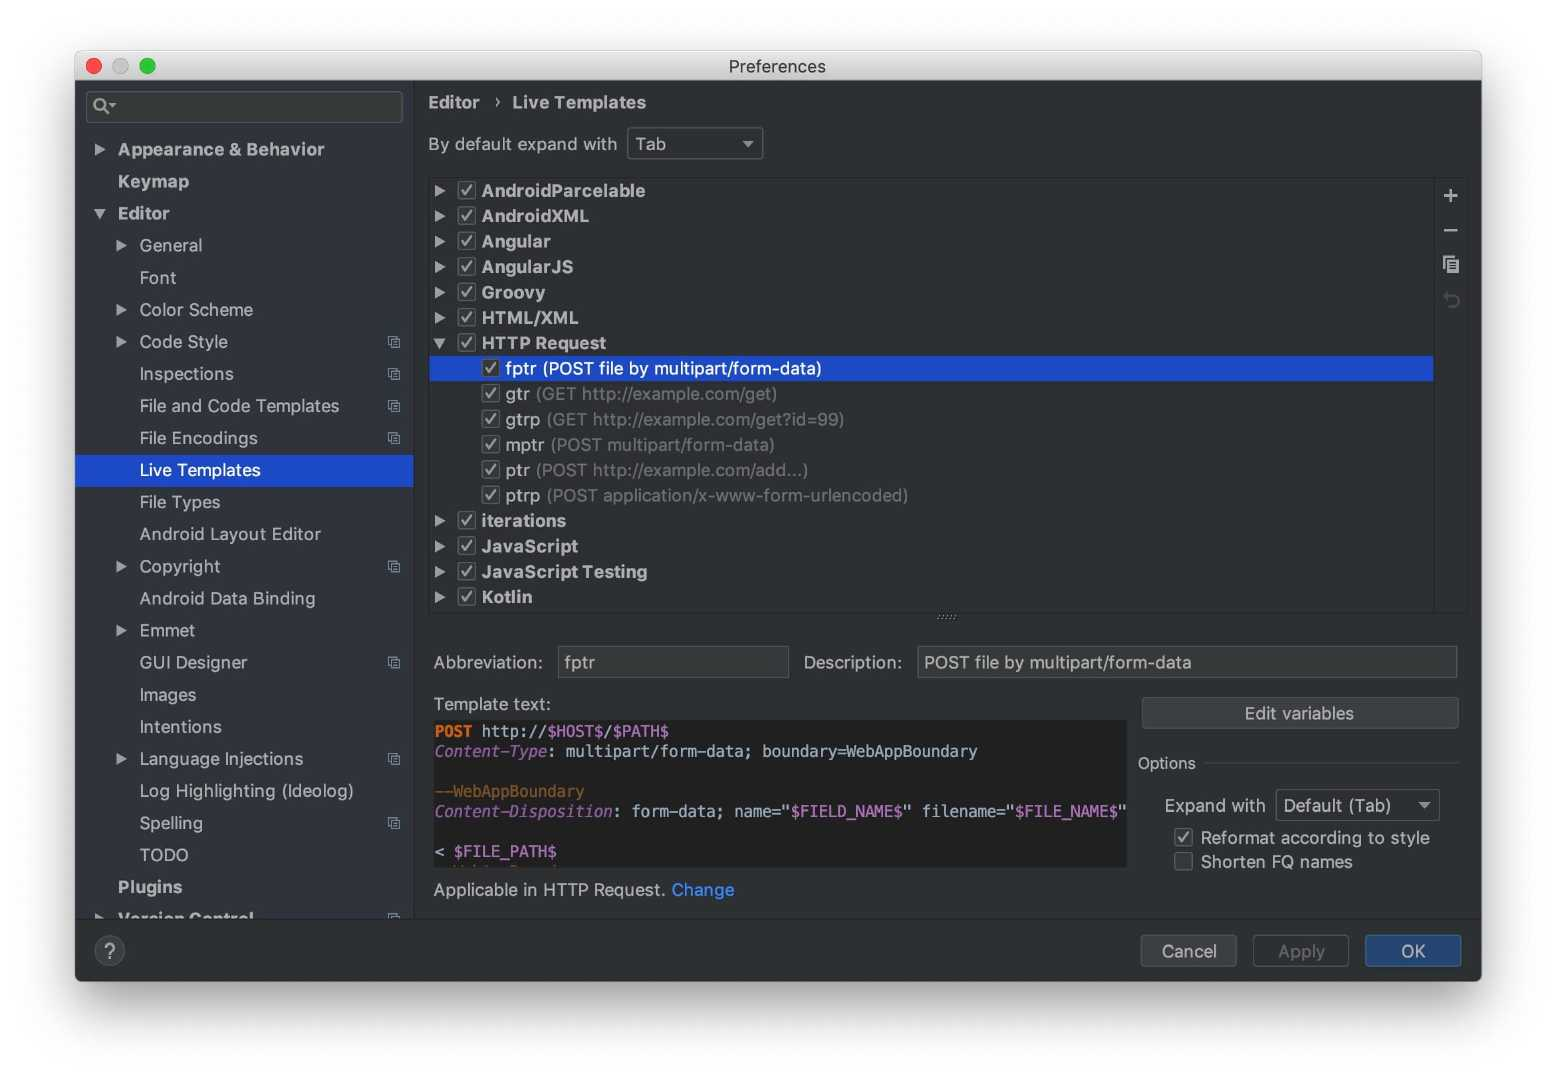 Preferences
Editor › Live Templates
By default expand with Tab
Appearance & Behavior
Keymap
Editor
General
Font
Color Scheme
Code Style
Inspections
File and Code Templates
File Encodings
Live Templates
File Types
Android Layout Editor
Copyright
Android Data Binding
Emmet
GUI Designer
Images
Intentions
Language Injections
Log Highlighting (Ideolog)
Spelling
TODO
Plugins
Version Control
AndroidParcelable
AndroidXML
Angular
AngularJS
Groovy
HTML/XML
HTTP Request
fptr (POST file by multipart/form-data)
gtr (GET http://example.com/get)
gtrp (GET http://example.com/get?id=99)
mptr (POST multipart/form-data)
ptr (POST http://example.com/add...)
ptrp (POST application/x-www-form-urlencoded)
iterations
JavaScript
JavaScript Testing
Kotlin
Abbreviation: fptr Description: POST file by multipart/form-data
Template text:
POST http://$HOST$/$PATH$
Content-Type: multipart/form-data; boundary=WebAppBoundary
--WebAppBoundary
Content-Disposition: form-data; name="$FIELD_NAME$" filename="$FILE_NAME$"
< $FILE_PATH$
Applicable in HTTP Request. Change
Edit variables
Options
Expand with Default (Tab)
Reformat according to style
Shorten FQ names
? Cancel Apply OK